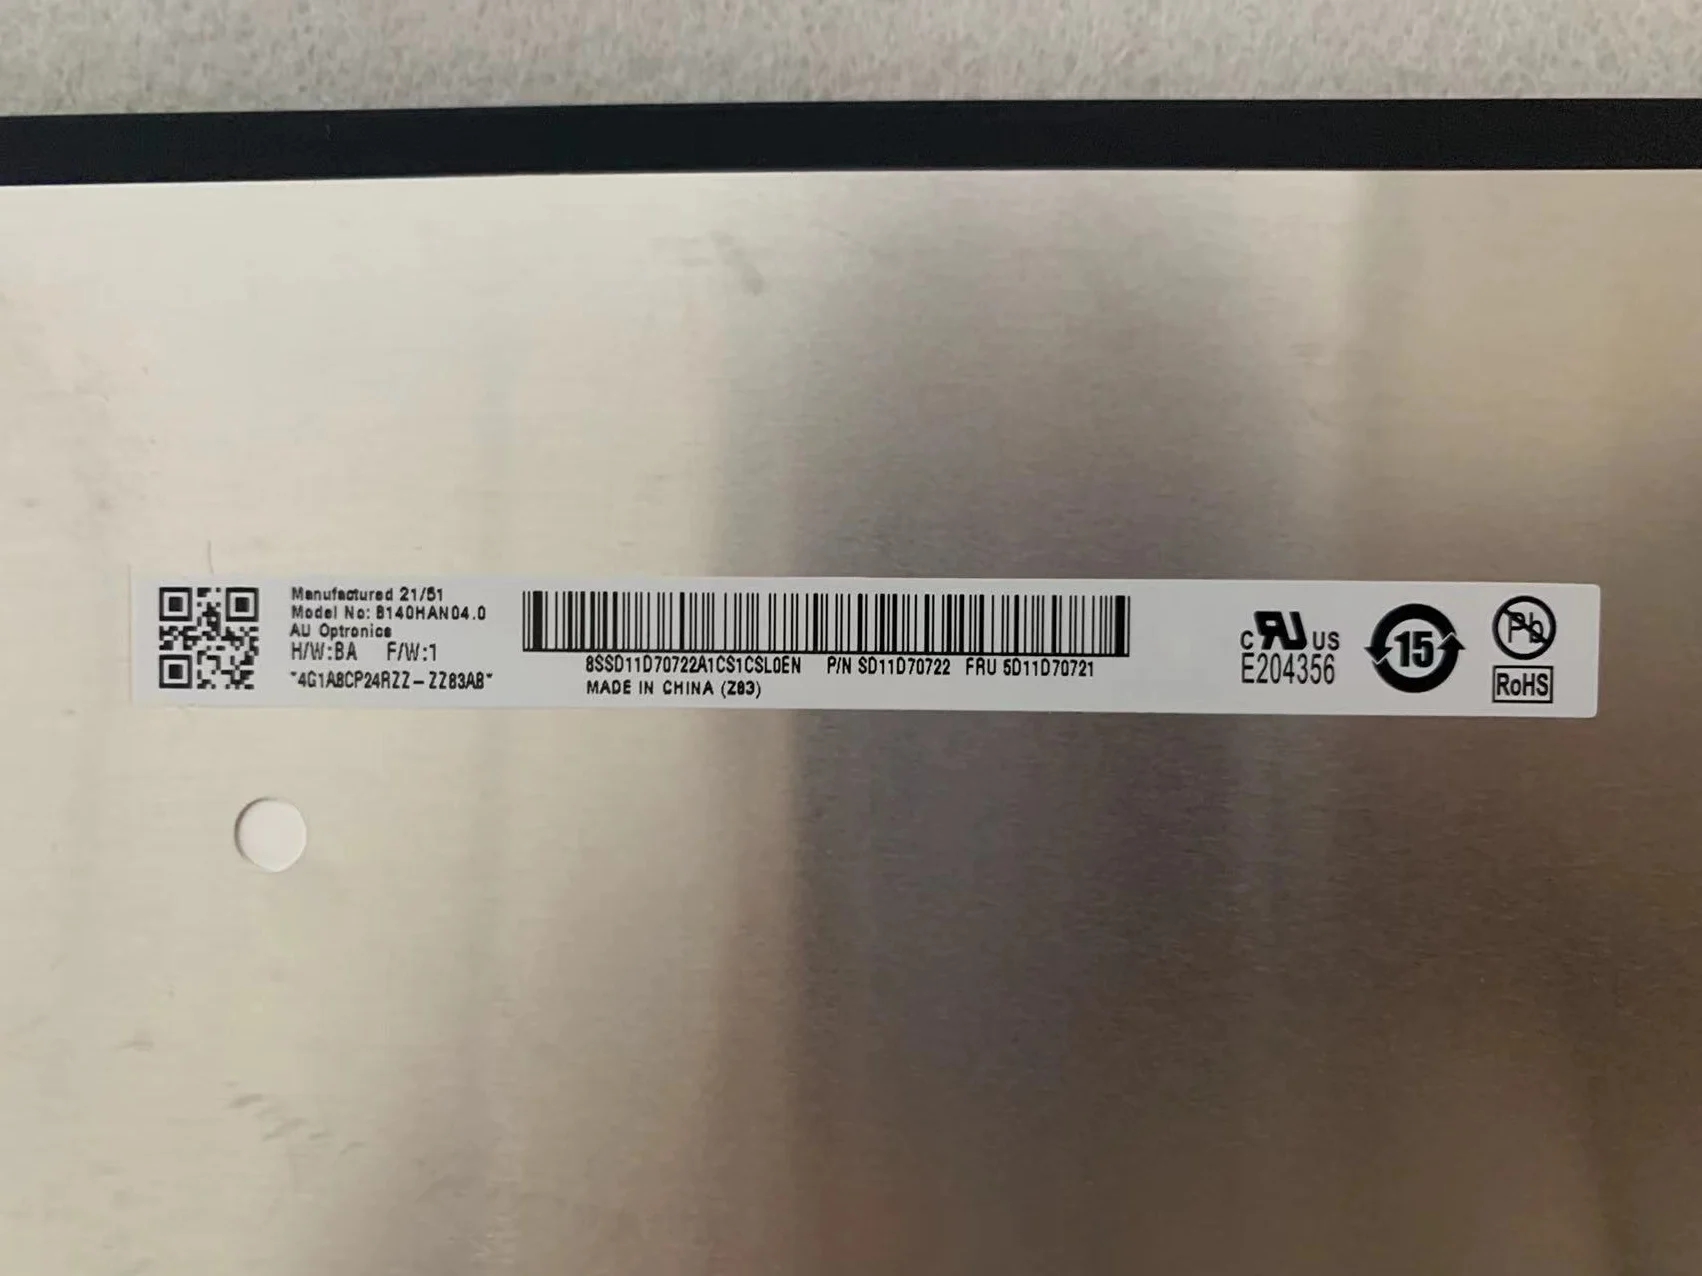 Manufactured 21/51
Model No: B140HAN04.0
AU Optronics
H/W:BA F/W:1
*4G1A8CP24RZZ-ZZ83AB*
8SSD11D70722A1CS1CSL0EN P/N SD11D70722 FRU 5D11D70721
MADE IN CHINA (Z83)
c RU US
E204356
15
Pb
RoHS